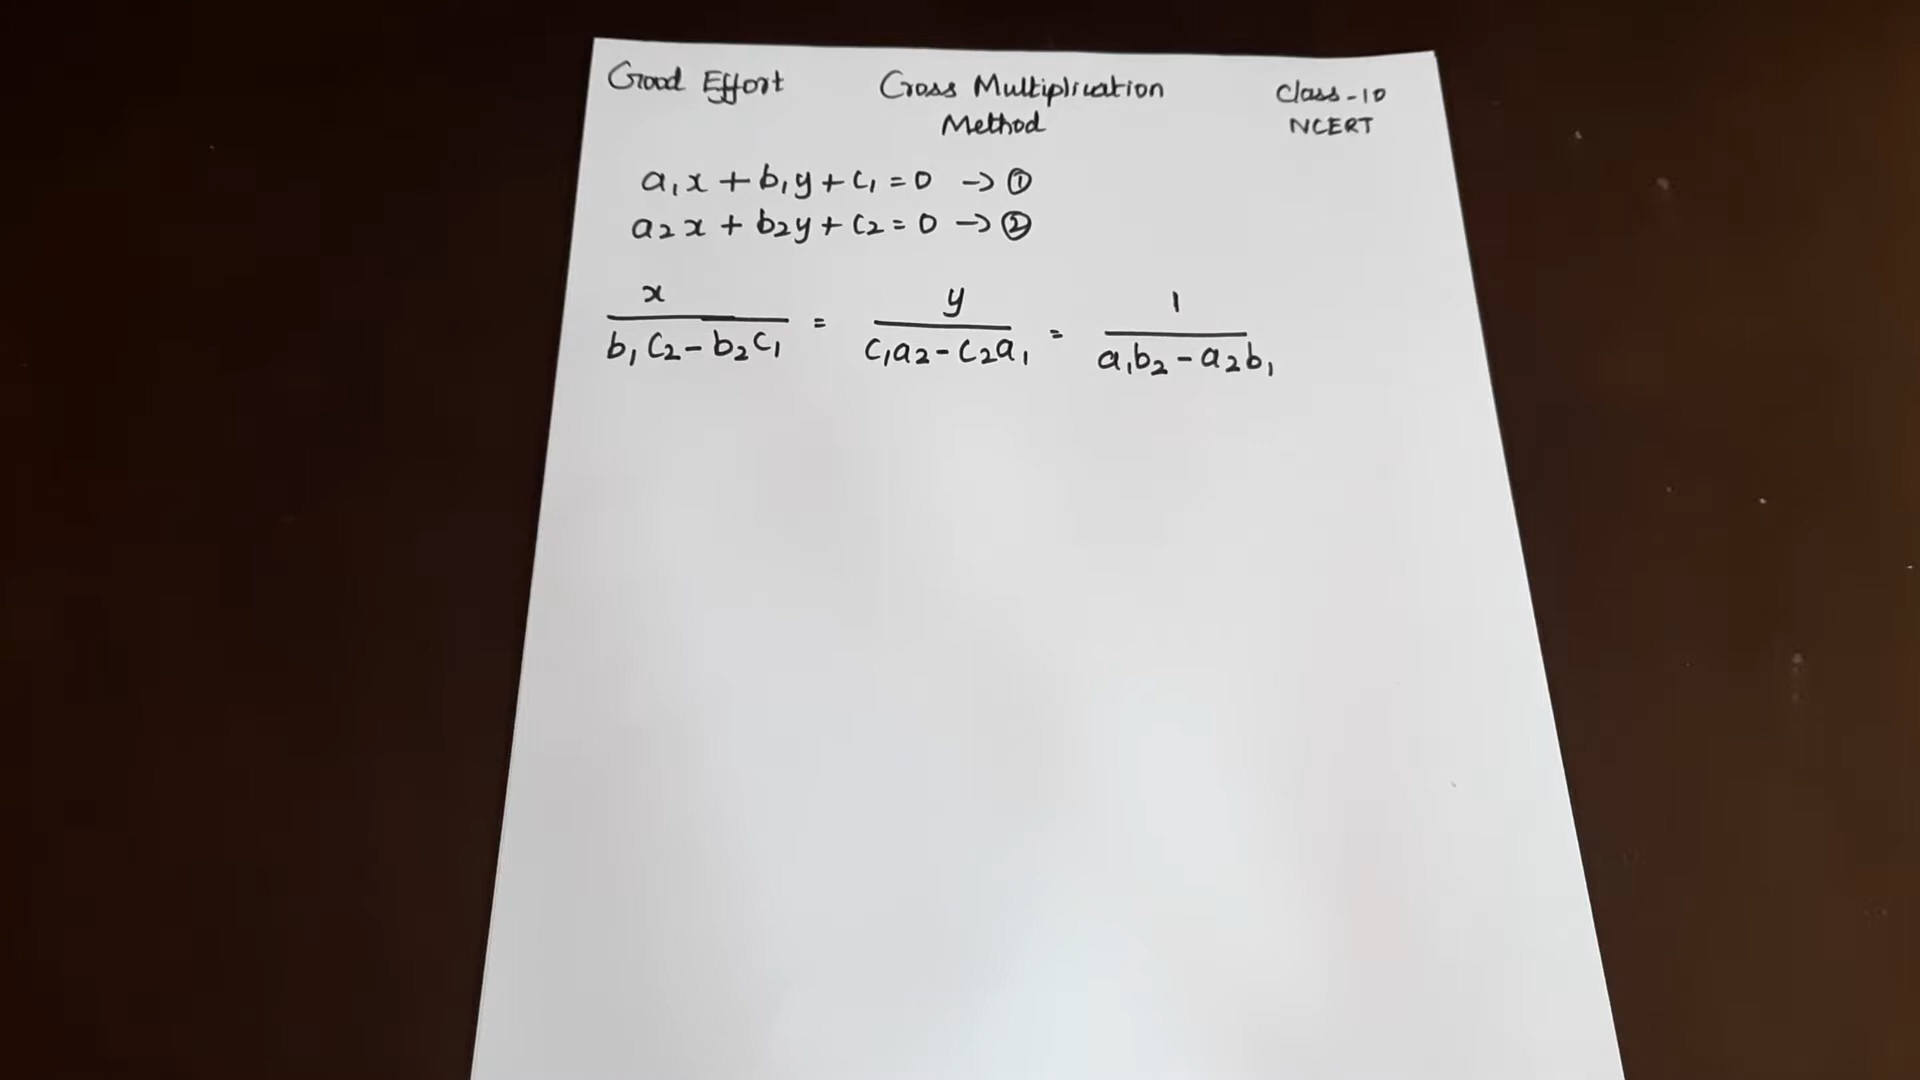 Good Effort
Cross Multiplication
Method
Class-10
NCERT
a₁x + b₁y + c₁ = 0 → ①
a₂x + b₂y + c₂ = 0 → ②
x/(b₁c₂ - b₂c₁) = y/(c₁a₂ - c₂a₁) = 1/(a₁b₂ - a₂b₁)